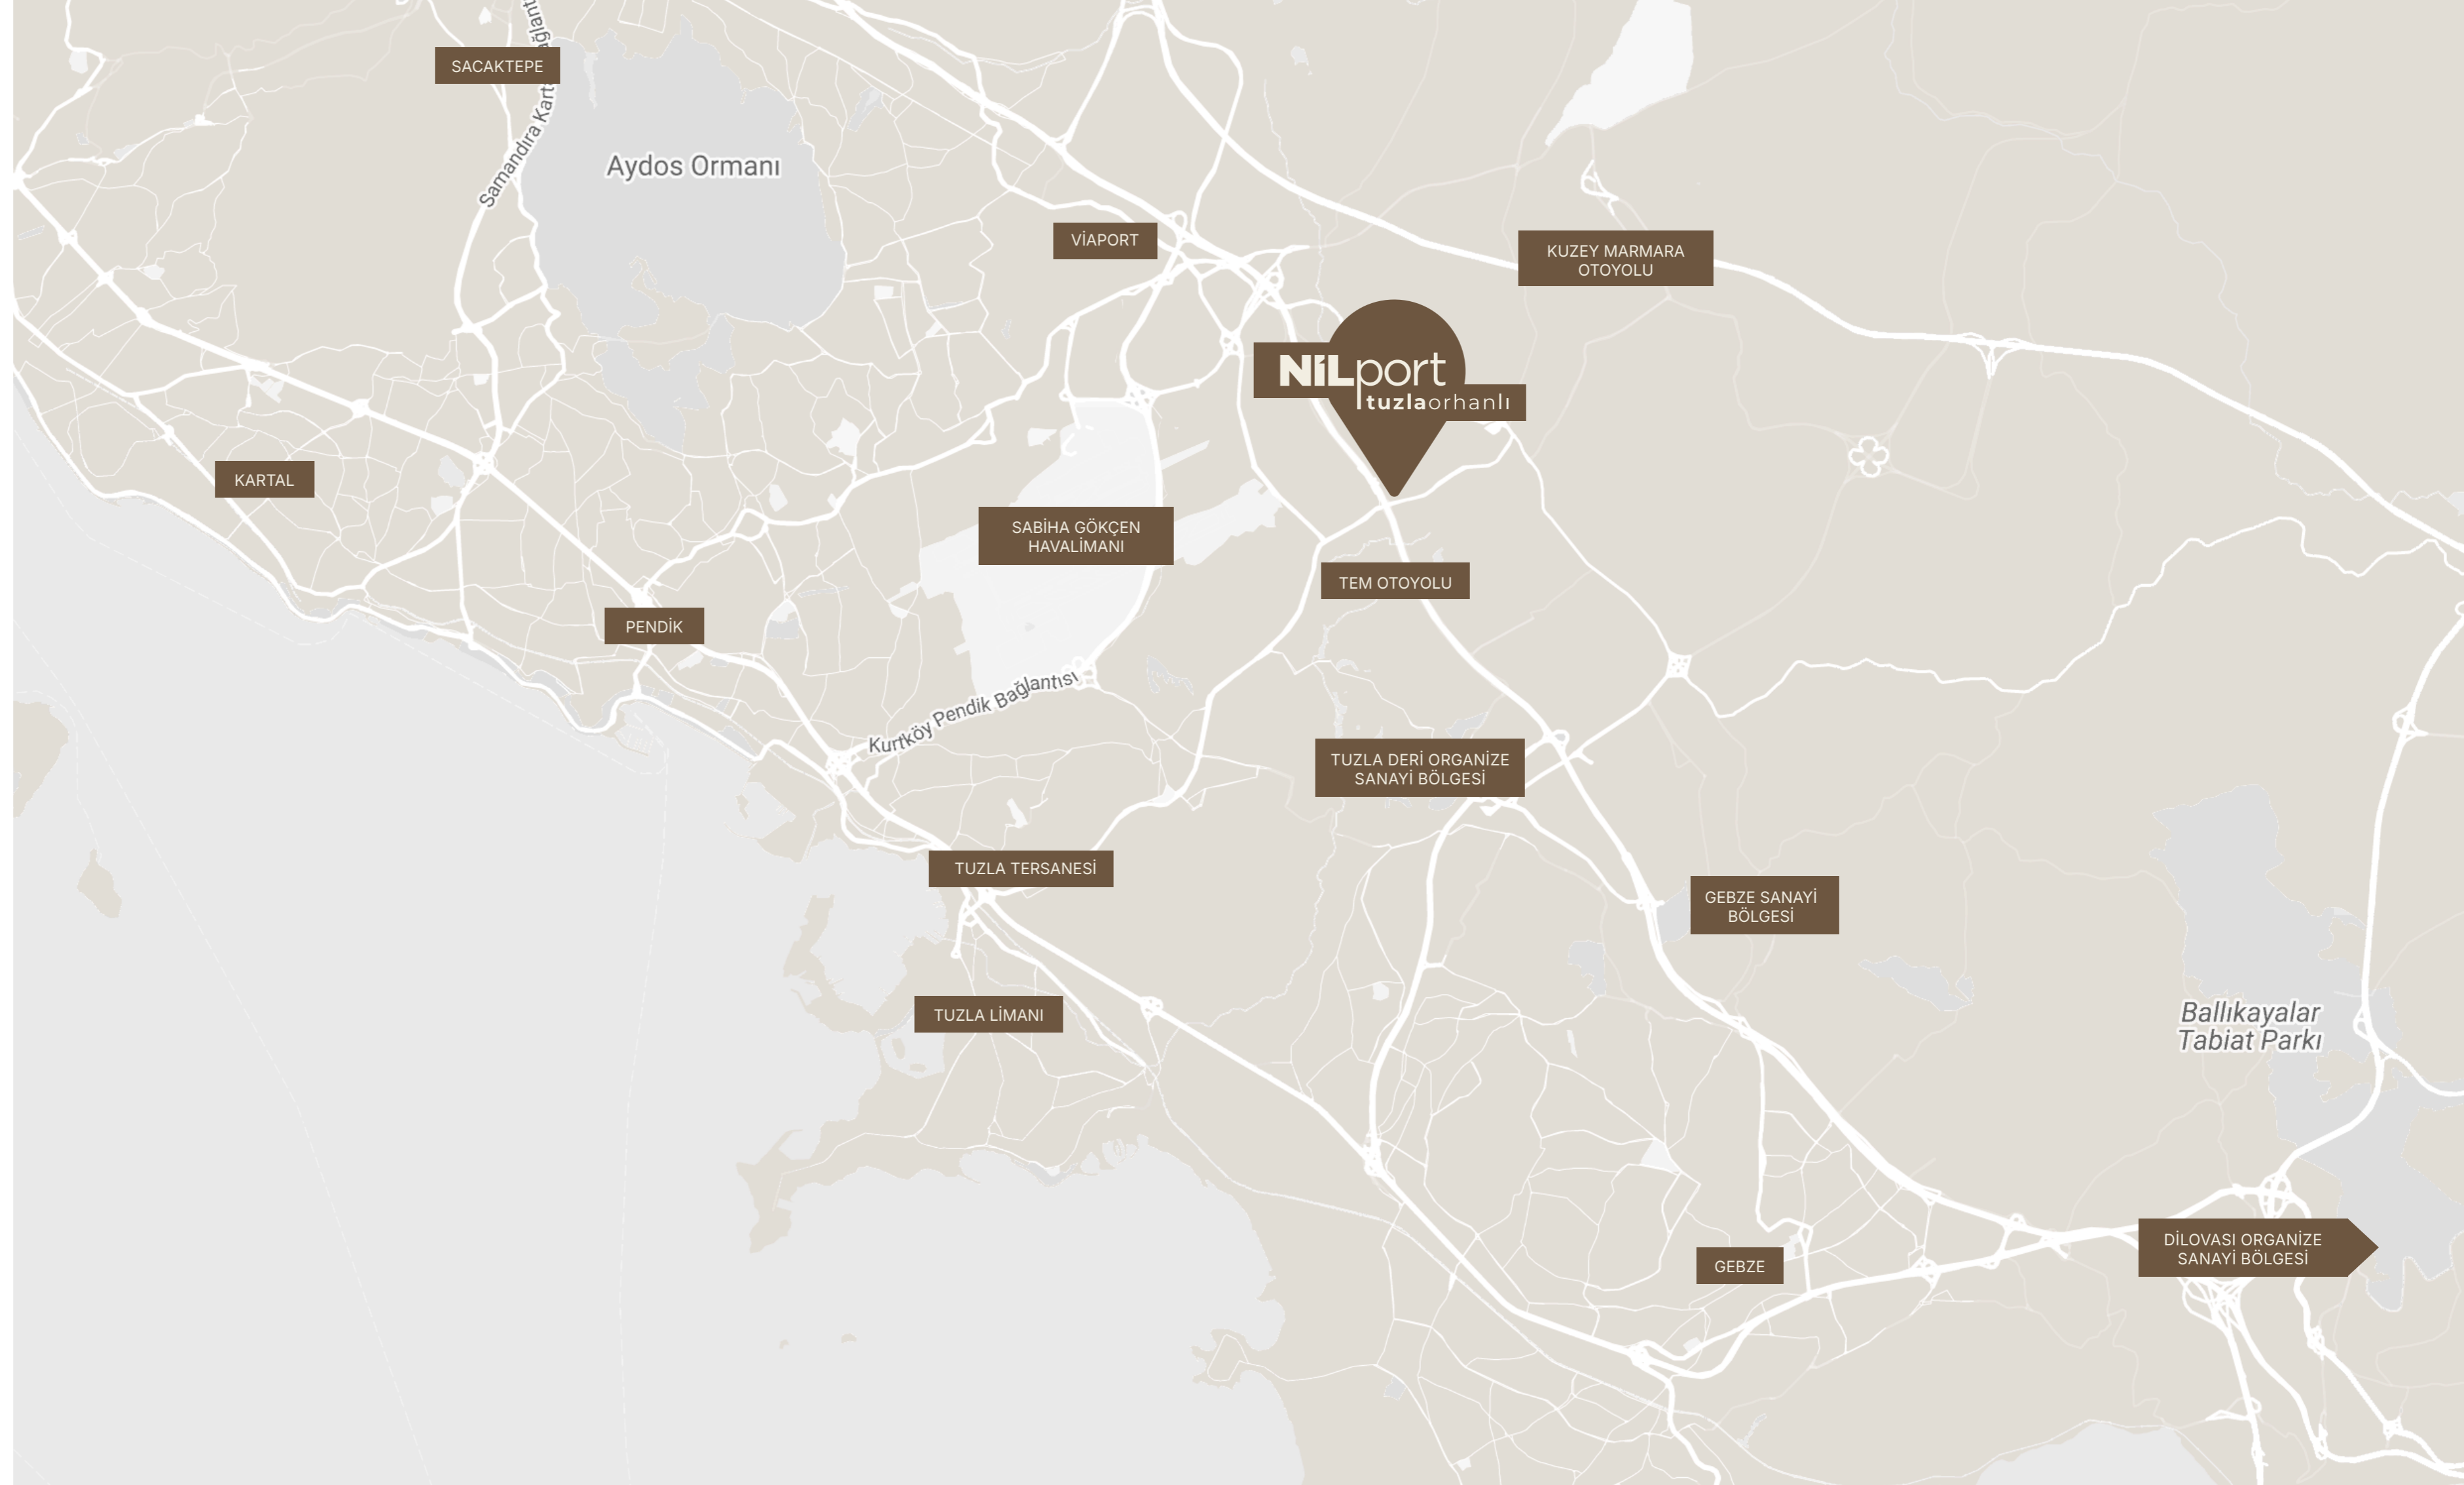 SACAKTEPE
Samandıra Kart
ağlant
Aydos Ormanı
VİAPORT
KUZEY MARMARA
OTOYOLU
NiLport
tuzlaorhanlı
KARTAL
SABİHA GÖKÇEN
HAVALİMANI
TEM OTOYOLU
PENDİK
Kurtköy Pendik Bağlantısı
TUZLA DERİ ORGANİZE
SANAYİ BÖLGESİ
TUZLA TERSANESİ
GEBZE SANAYİ
BÖLGESİ
TUZLA LİMANI
Ballıkayalar
Tabiat Parkı
DİLOVASI ORGANİZE
SANAYİ BÖLGESİ
GEBZE